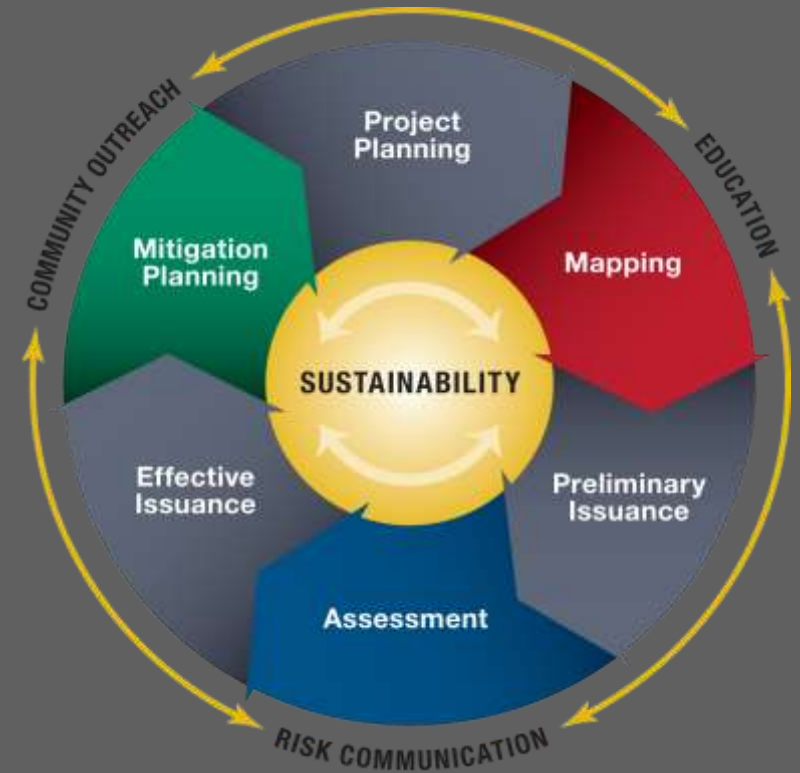 COMMUNITY OUTREACH
EDUCATION
Project
Planning
Mapping
Preliminary
Issuance
Assessment
Effective
Issuance
Mitigation
Planning
SUSTAINABILITY
RISK COMMUNICATION